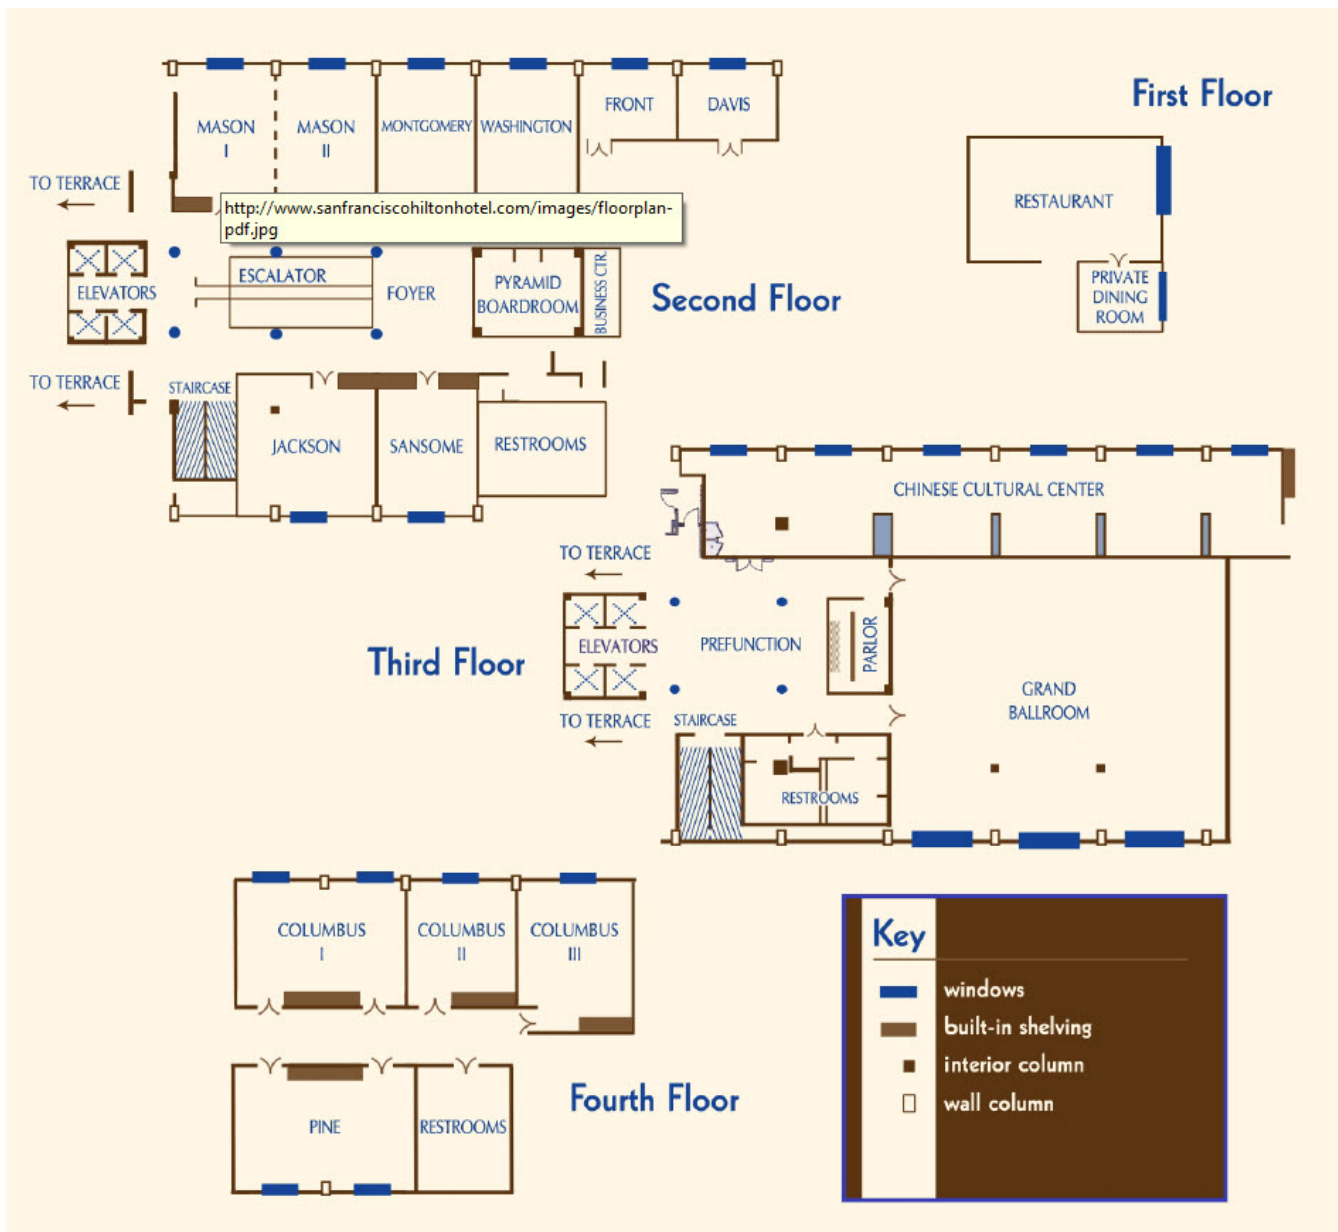 First Floor
RESTAURANT
PRIVATE
DINING
ROOM
MASON
I
MASON
II
MONTGOMERY
WASHINGTON
FRONT
DAVIS
TO TERRACE
http://www.sanfranciscohiltonhotel.com/images/floorplan-
pdf.jpg
ELEVATORS
ESCALATOR
FOYER
PYRAMID
BOARDROOM
BUSINESS CTR.
Second Floor
TO TERRACE
STAIRCASE
JACKSON
SANSOME
RESTROOMS
CHINESE CULTURAL CENTER
TO TERRACE
Third Floor
ELEVATORS
PREFUNCTION
PARLOR
GRAND
BALLROOM
TO TERRACE
STAIRCASE
RESTROOMS
COLUMBUS
I
COLUMBUS
II
COLUMBUS
III
Fourth Floor
PINE
RESTROOMS
Key
windows
built-in shelving
interior column
wall column